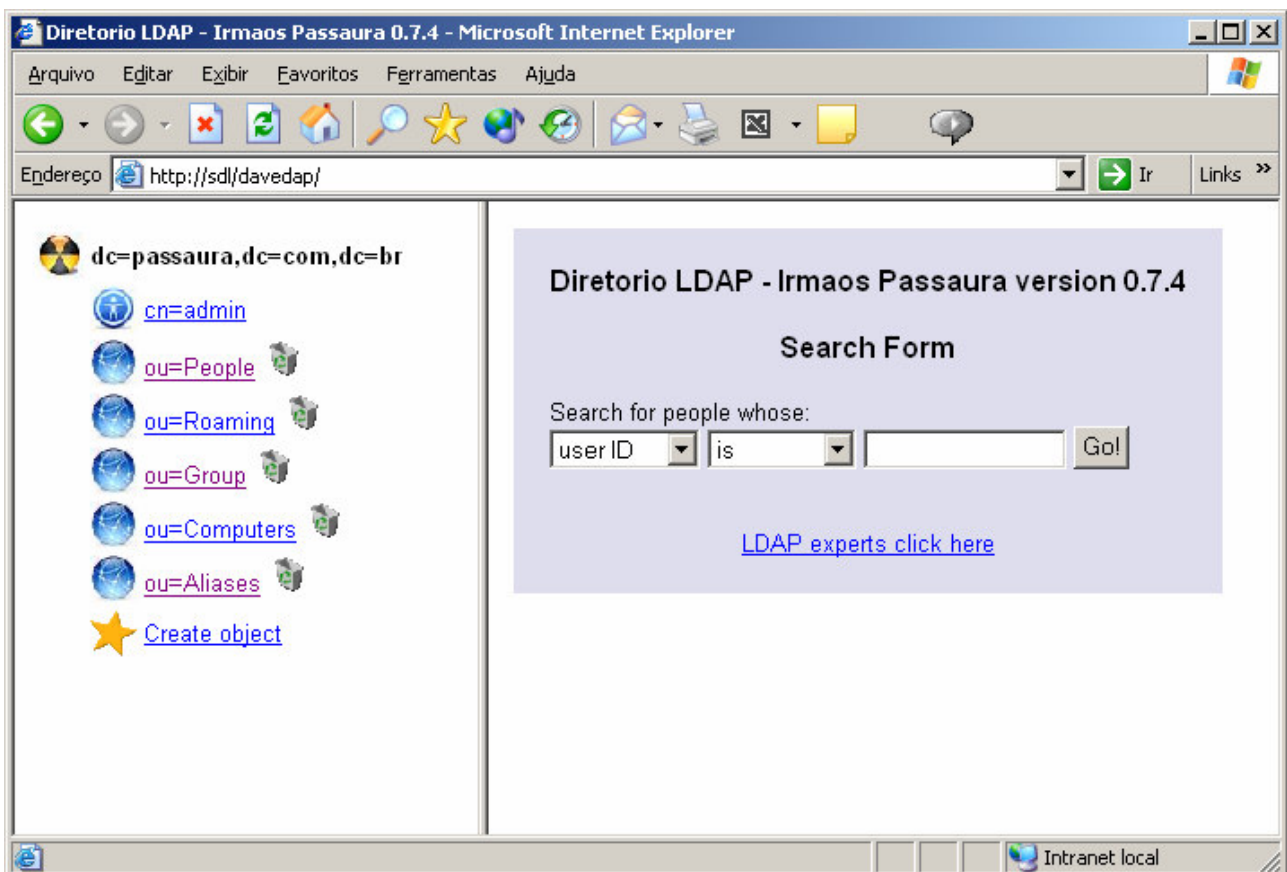 Diretorio LDAP - Irmaos Passaura 0.7.4 - Microsoft Internet Explorer
Arquivo Editar Exibir Favoritos Ferramentas Ajuda
Endereço http://sdl/davedap/ Ir Links »
dc=passaura,dc=com,dc=br
cn=admin
ou=People
ou=Roaming
ou=Group
ou=Computers
ou=Aliases
Create object
Diretorio LDAP - Irmaos Passaura version 0.7.4
Search Form
Search for people whose:
user ID is Go!
LDAP experts click here
Intranet local